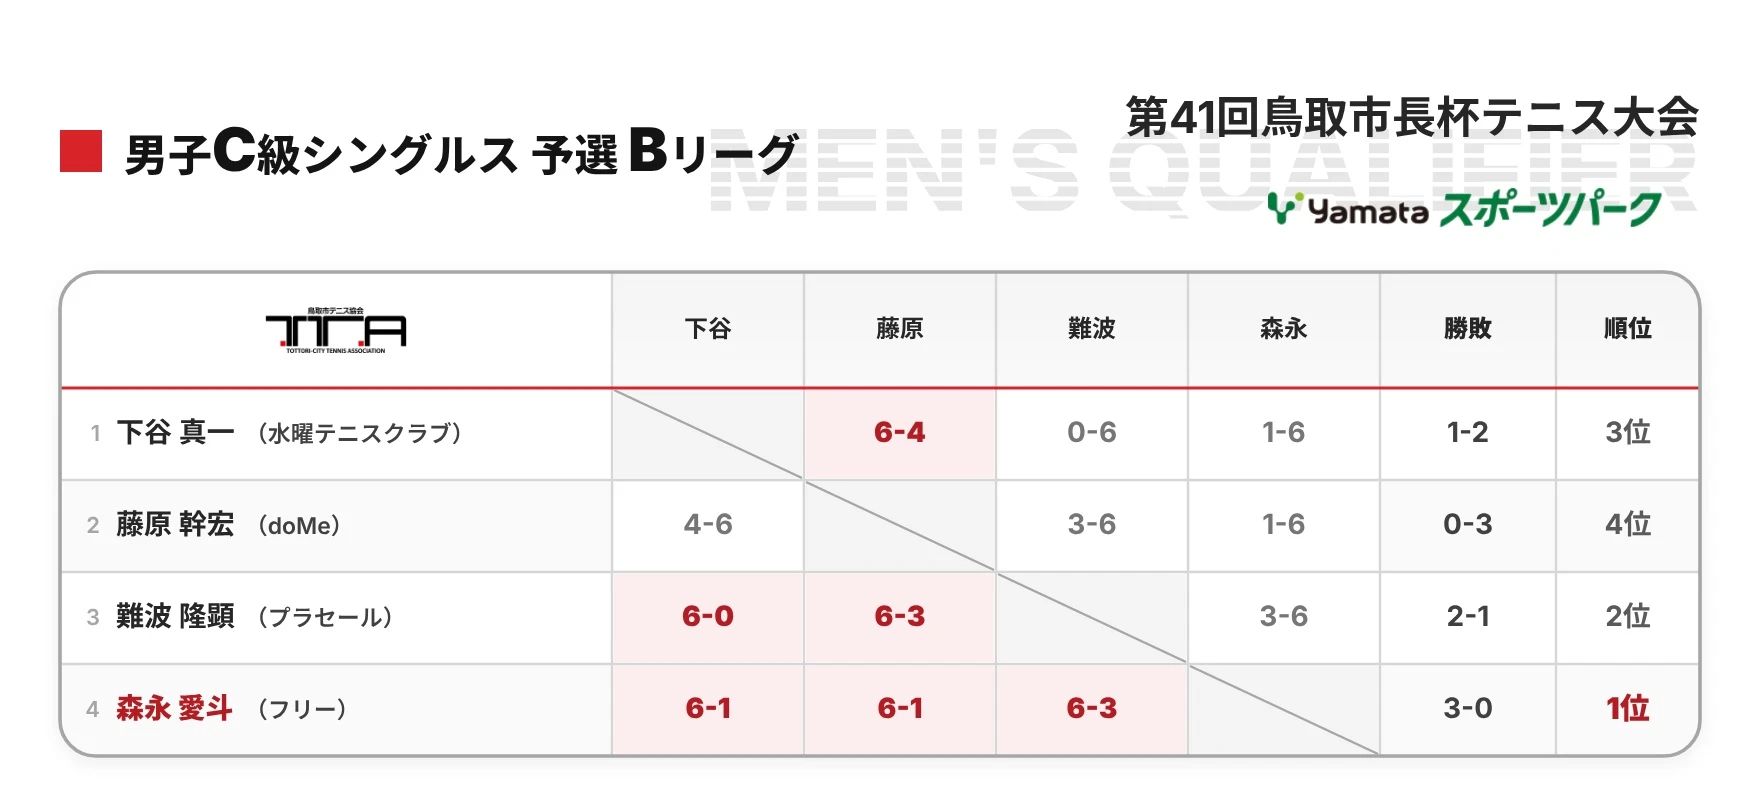 第41回鳥取市長杯テニス大会
男子C級シングルス 予選 Bリーグ
MEN'S QUALIFIER
Yamata スポーツパーク
鳥取市テニス協会
TTA
TOTTORI-CITY TENNIS ASSOCIATION
下谷 藤原 難波 森永 勝敗 順位
1 下谷 真一 （水曜テニスクラブ） 6-4 0-6 1-6 1-2 3位
2 藤原 幹宏 （doMe） 4-6 3-6 1-6 0-3 4位
3 難波 隆顕 （プラセール） 6-0 6-3 3-6 2-1 2位
4 森永 愛斗 （フリー） 6-1 6-1 6-3 3-0 1位